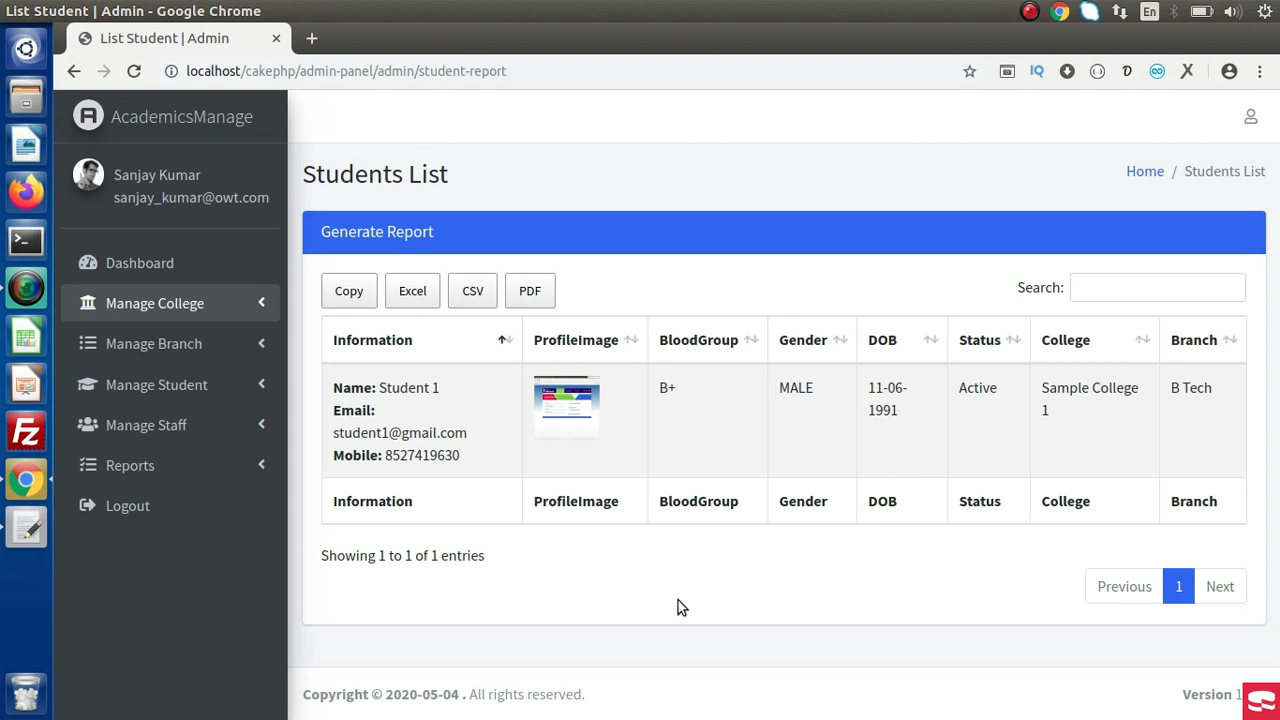 List Student | Admin - Google Chrome
En
List Student | Admin
localhost/cakephp/admin-panel/admin/student-report
IQ
AcademicsManage
Sanjay Kumar
sanjay_kumar@owt.com
Dashboard
Manage College
Manage Branch
Manage Student
Manage Staff
Reports
Logout
Students List
Home / Students List
Generate Report
Copy Excel CSV PDF
Search:
Information ProfileImage BloodGroup Gender DOB Status College Branch
Name: Student 1 B+ MALE 11-06- Active Sample College B Tech
Email: 1991 1
student1@gmail.com
Mobile: 8527419630
Information ProfileImage BloodGroup Gender DOB Status College Branch
Showing 1 to 1 of 1 entries
Previous 1 Next
Copyright © 2020-05-04 . All rights reserved.
Version 1